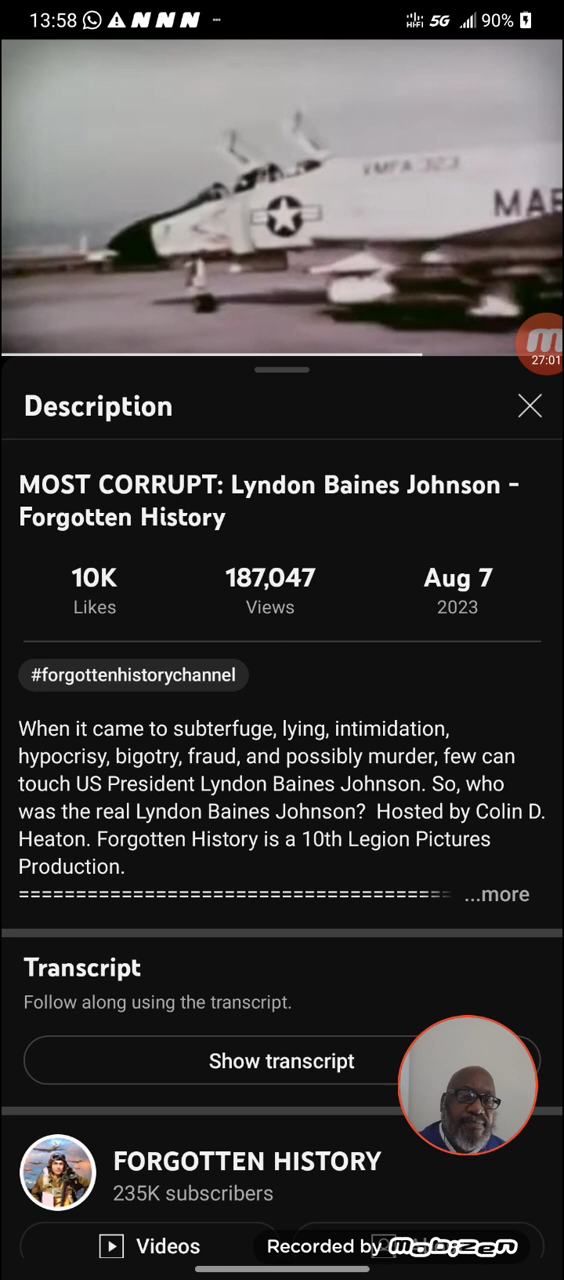 13:58
HiFi 5G 90%
VMFA-323
MAR
27:01
Description
MOST CORRUPT: Lyndon Baines Johnson -
Forgotten History
10K 187,047 Aug 7
Likes Views 2023
#forgottenhistorychannel
When it came to subterfuge, lying, intimidation,
hypocrisy, bigotry, fraud, and possibly murder, few can
touch US President Lyndon Baines Johnson. So, who
was the real Lyndon Baines Johnson?  Hosted by Colin D.
Heaton. Forgotten History is a 10th Legion Pictures
Production.
====================================== ...more
Transcript
Follow along using the transcript.
Show transcript
FORGOTTEN HISTORY
235K subscribers
Videos
Recorded by mobizen